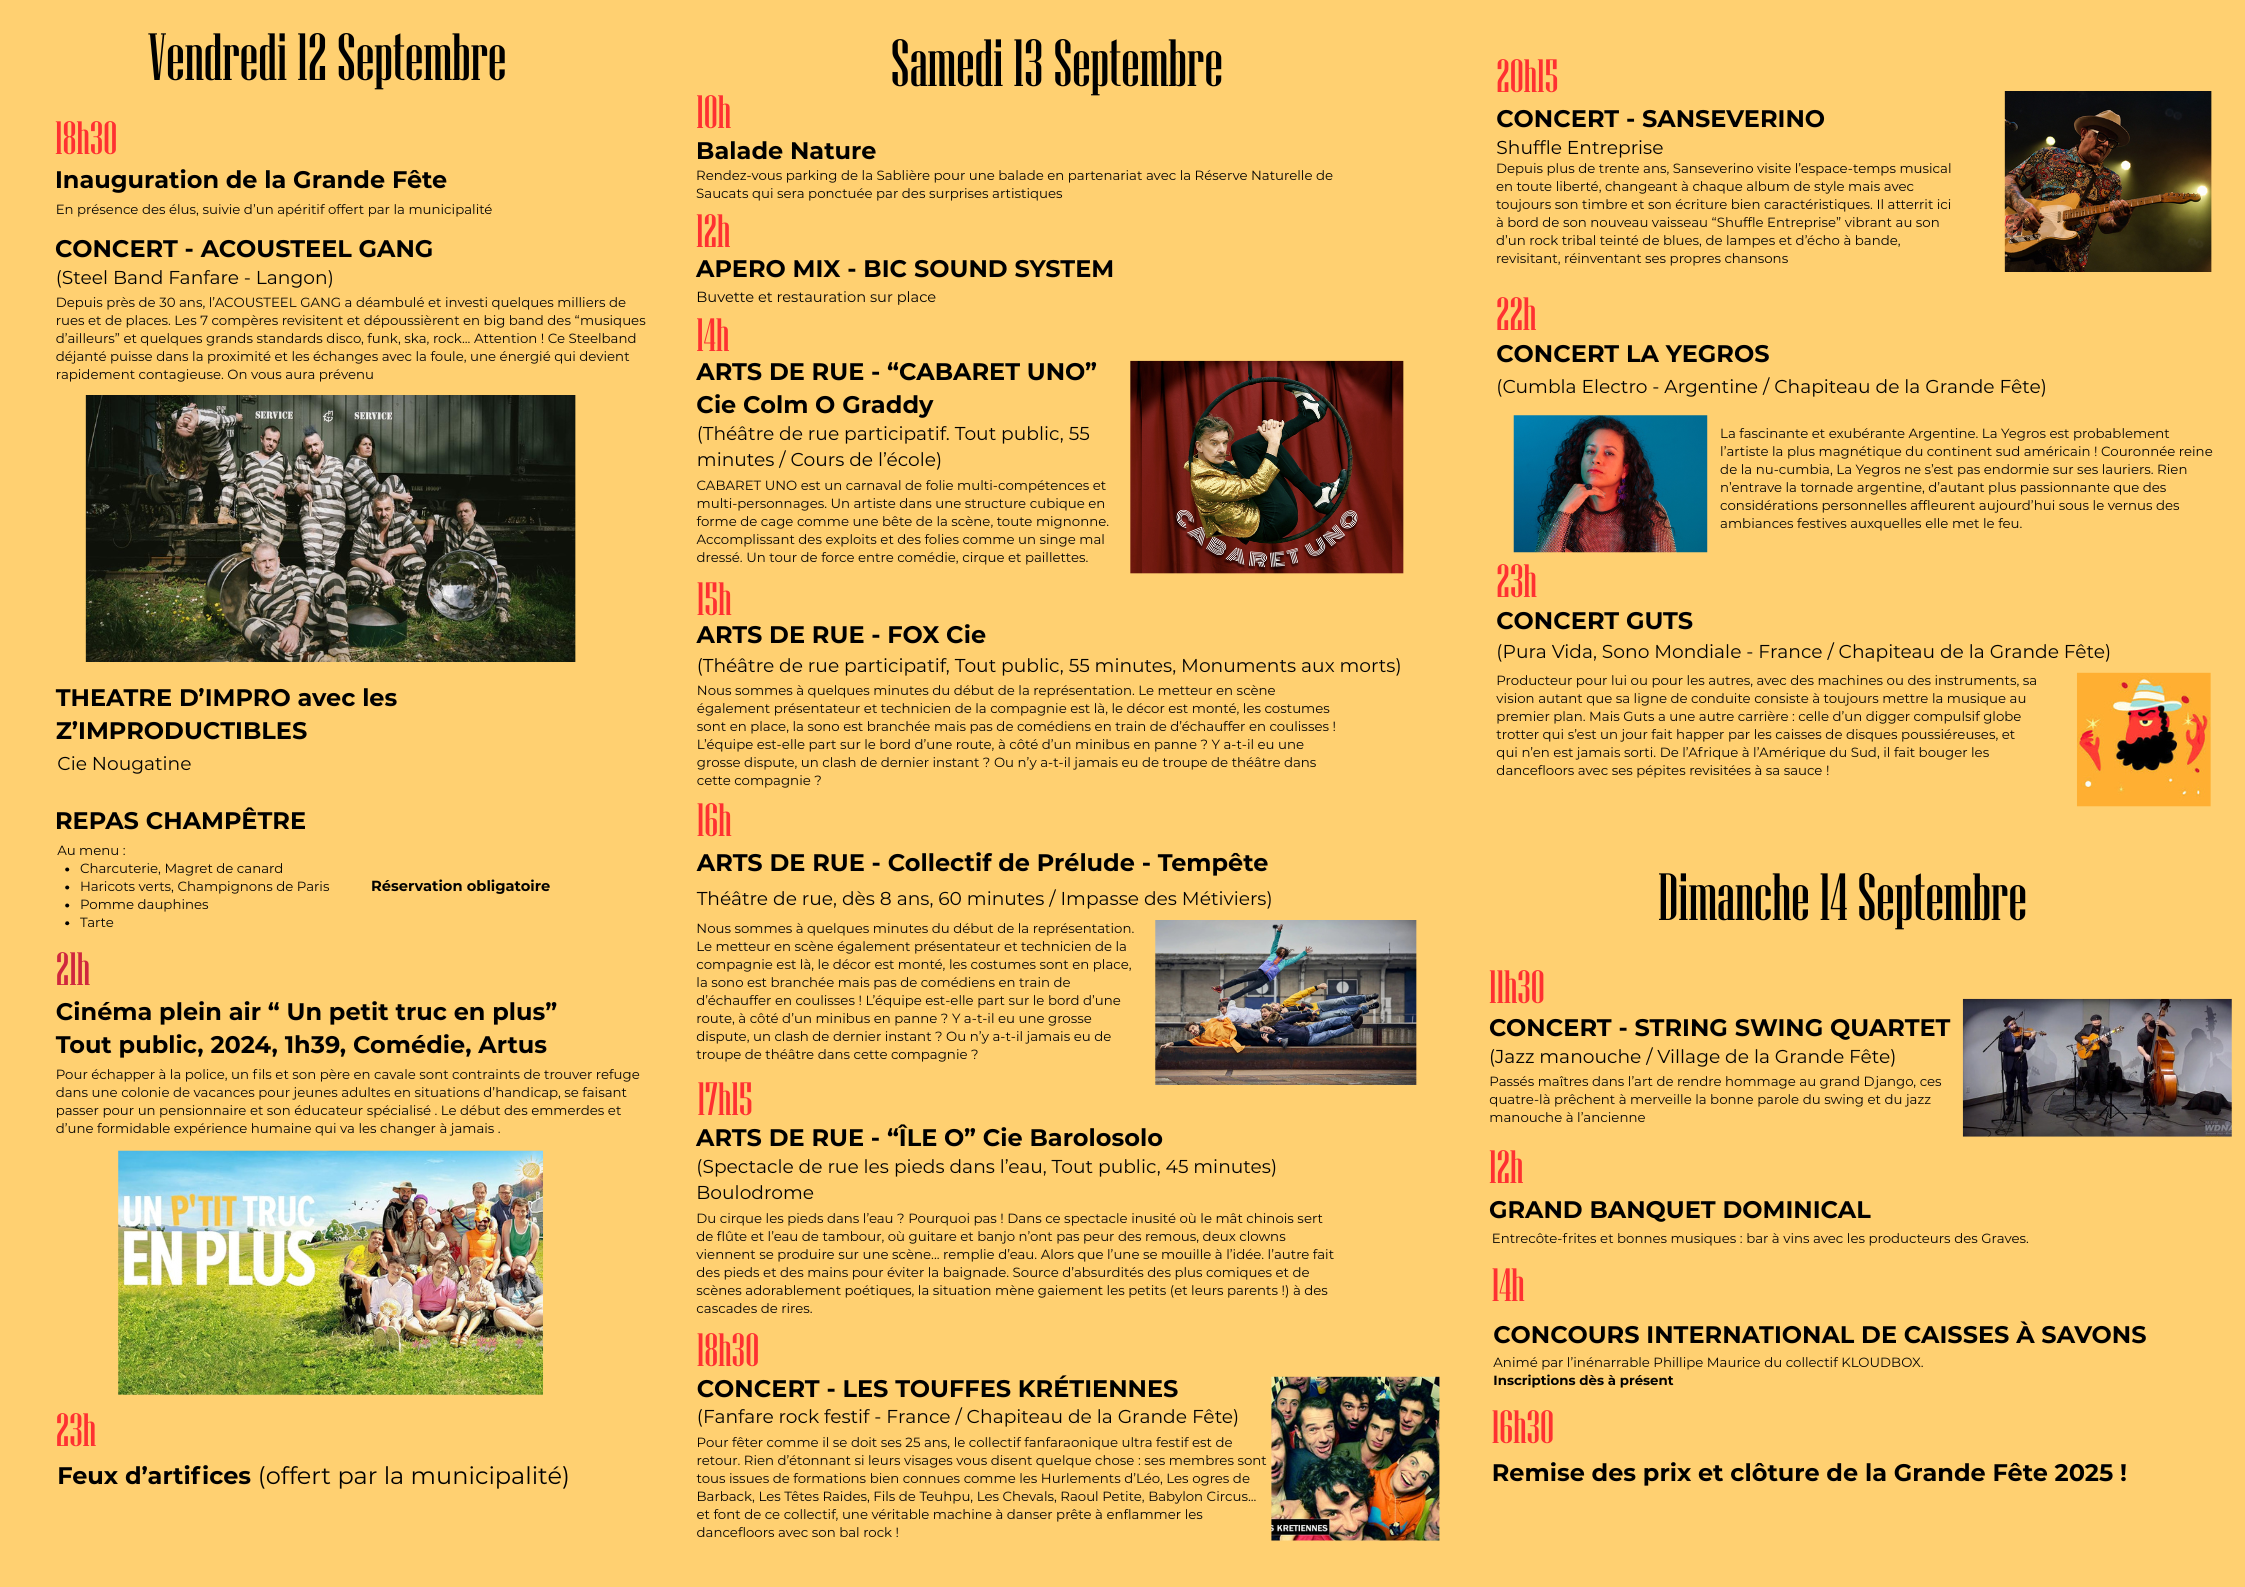 Vendredi 12 Septembre
18h30
Inauguration de la Grande Fête
En présence des élus, suivie d'un apéritif offert par la municipalité
CONCERT - ACOUSTEEL GANG
(Steel Band Fanfare - Langon)
Depuis près de 30 ans, l'ACOUSTEEL GANG a déambulé et investi quelques milliers de
rues et de places. Les 7 compères revisitent et dépoussièrent en big band des “musiques
d'ailleurs” et quelques grands standards disco, funk, ska, rock... Attention ! Ce Steelband
déjanté puisse dans la proximité et les échanges avec la foule, une énergié qui devient
rapidement contagieuse. On vous aura prévenu
SERVICE SERVICE
THEATRE D'IMPRO avec les
Z'IMPRODUCTIBLES
Cie Nougatine
REPAS CHAMPÊTRE
Au menu :
• Charcuterie, Magret de canard
• Haricots verts, Champignons de Paris
• Pomme dauphines
• Tarte
Réservation obligatoire
21h
Cinéma plein air “ Un petit truc en plus”
Tout public, 2024, 1h39, Comédie, Artus
Pour échapper à la police, un fils et son père en cavale sont contraints de trouver refuge
dans une colonie de vacances pour jeunes adultes en situations d'handicap, se faisant
passer pour un pensionnaire et son éducateur spécialisé . Le début des emmerdes et
d'une formidable expérience humaine qui va les changer à jamais .
UN P'TIT TRUC
EN PLUS
23h
Feux d'artifices (offert par la municipalité)
Samedi 13 Septembre
10h
Balade Nature
Rendez-vous parking de la Sablière pour une balade en partenariat avec la Réserve Naturelle de
Saucats qui sera ponctuée par des surprises artistiques
12h
APERO MIX - BIC SOUND SYSTEM
Buvette et restauration sur place
14h
ARTS DE RUE - “CABARET UNO”
Cie Colm O Graddy
(Théâtre de rue participatif. Tout public, 55
minutes / Cours de l'école)
CABARET UNO est un carnaval de folie multi-compétences et
multi-personnages. Un artiste dans une structure cubique en
forme de cage comme une bête de la scène, toute mignonne.
Accomplissant des exploits et des folies comme un singe mal
dressé. Un tour de force entre comédie, cirque et paillettes.
CABARET UNO
15h
ARTS DE RUE - FOX Cie
(Théâtre de rue participatif, Tout public, 55 minutes, Monuments aux morts)
Nous sommes à quelques minutes du début de la représentation. Le metteur en scène
également présentateur et technicien de la compagnie est là, le décor est monté, les costumes
sont en place, la sono est branchée mais pas de comédiens en train de d'échauffer en coulisses !
L'équipe est-elle part sur le bord d'une route, à côté d'un minibus en panne ? Y a-t-il eu une
grosse dispute, un clash de dernier instant ? Ou n'y a-t-il jamais eu de troupe de théâtre dans
cette compagnie ?
16h
ARTS DE RUE - Collectif de Prélude - Tempête
Théâtre de rue, dès 8 ans, 60 minutes / Impasse des Métiviers)
Nous sommes à quelques minutes du début de la représentation.
Le metteur en scène également présentateur et technicien de la
compagnie est là, le décor est monté, les costumes sont en place,
la sono est branchée mais pas de comédiens en train de
d'échauffer en coulisses ! L'équipe est-elle part sur le bord d'une
route, à côté d'un minibus en panne ? Y a-t-il eu une grosse
dispute, un clash de dernier instant ? Ou n'y a-t-il jamais eu de
troupe de théâtre dans cette compagnie ?
17h15
ARTS DE RUE - “ÎLE O” Cie Barolosolo
(Spectacle de rue les pieds dans l'eau, Tout public, 45 minutes)
Boulodrome
Du cirque les pieds dans l'eau ? Pourquoi pas ! Dans ce spectacle inusité où le mât chinois sert
de flûte et l'eau de tambour, où guitare et banjo n'ont pas peur des remous, deux clowns
viennent se produire sur une scène... remplie d'eau. Alors que l'une se mouille à l'idée. l'autre fait
des pieds et des mains pour éviter la baignade. Source d'absurdités des plus comiques et de
scènes adorablement poétiques, la situation mène gaiement les petits (et leurs parents !) à des
cascades de rires.
18h30
CONCERT - LES TOUFFES KRÉTIENNES
(Fanfare rock festif - France / Chapiteau de la Grande Fête)
Pour fêter comme il se doit ses 25 ans, le collectif fanfaraonique ultra festif est de
retour. Rien d'étonnant si leurs visages vous disent quelque chose : ses membres sont
tous issues de formations bien connues comme les Hurlements d'Léo, Les ogres de
Barback, Les Têtes Raides, Fils de Teuhpu, Les Chevals, Raoul Petite, Babylon Circus...
et font de ce collectif, une véritable machine à danser prête à enflammer les
dancefloors avec son bal rock !
S KRETIENNES
20h15
CONCERT - SANSEVERINO
Shuffle Entreprise
Depuis plus de trente ans, Sanseverino visite l'espace-temps musical
en toute liberté, changeant à chaque album de style mais avec
toujours son timbre et son écriture bien caractéristiques. Il atterrit ici
à bord de son nouveau vaisseau “Shuffle Entreprise” vibrant au son
d'un rock tribal teinté de blues, de lampes et d'écho à bande,
revisitant, réinventant ses propres chansons
22h
CONCERT LA YEGROS
(Cumbla Electro - Argentine / Chapiteau de la Grande Fête)
La fascinante et exubérante Argentine. La Yegros est probablement
l'artiste la plus magnétique du continent sud américain ! Couronnée reine
de la nu-cumbia, La Yegros ne s'est pas endormie sur ses lauriers. Rien
n'entrave la tornade argentine, d'autant plus passionnante que des
considérations personnelles affleurent aujourd'hui sous le vernus des
ambiances festives auxquelles elle met le feu.
23h
CONCERT GUTS
(Pura Vida, Sono Mondiale - France / Chapiteau de la Grande Fête)
Producteur pour lui ou pour les autres, avec des machines ou des instruments, sa
vision autant que sa ligne de conduite consiste à toujours mettre la musique au
premier plan. Mais Guts a une autre carrière : celle d'un digger compulsif globe
trotter qui s'est un jour fait happer par les caisses de disques poussiéreuses, et
qui n'en est jamais sorti. De l'Afrique à l'Amérique du Sud, il fait bouger les
dancefloors avec ses pépites revisitées à sa sauce !
Dimanche 14 Septembre
11h30
CONCERT - STRING SWING QUARTET
(Jazz manouche / Village de la Grande Fête)
Passés maîtres dans l'art de rendre hommage au grand Django, ces
quatre-là prêchent à merveille la bonne parole du swing et du jazz
manouche à l'ancienne
WDNA
12h
GRAND BANQUET DOMINICAL
Entrecôte-frites et bonnes musiques : bar à vins avec les producteurs des Graves.
14h
CONCOURS INTERNATIONAL DE CAISSES À SAVONS
Animé par l'inénarrable Phillipe Maurice du collectif KLOUDBOX.
Inscriptions dès à présent
16h30
Remise des prix et clôture de la Grande Fête 2025 !